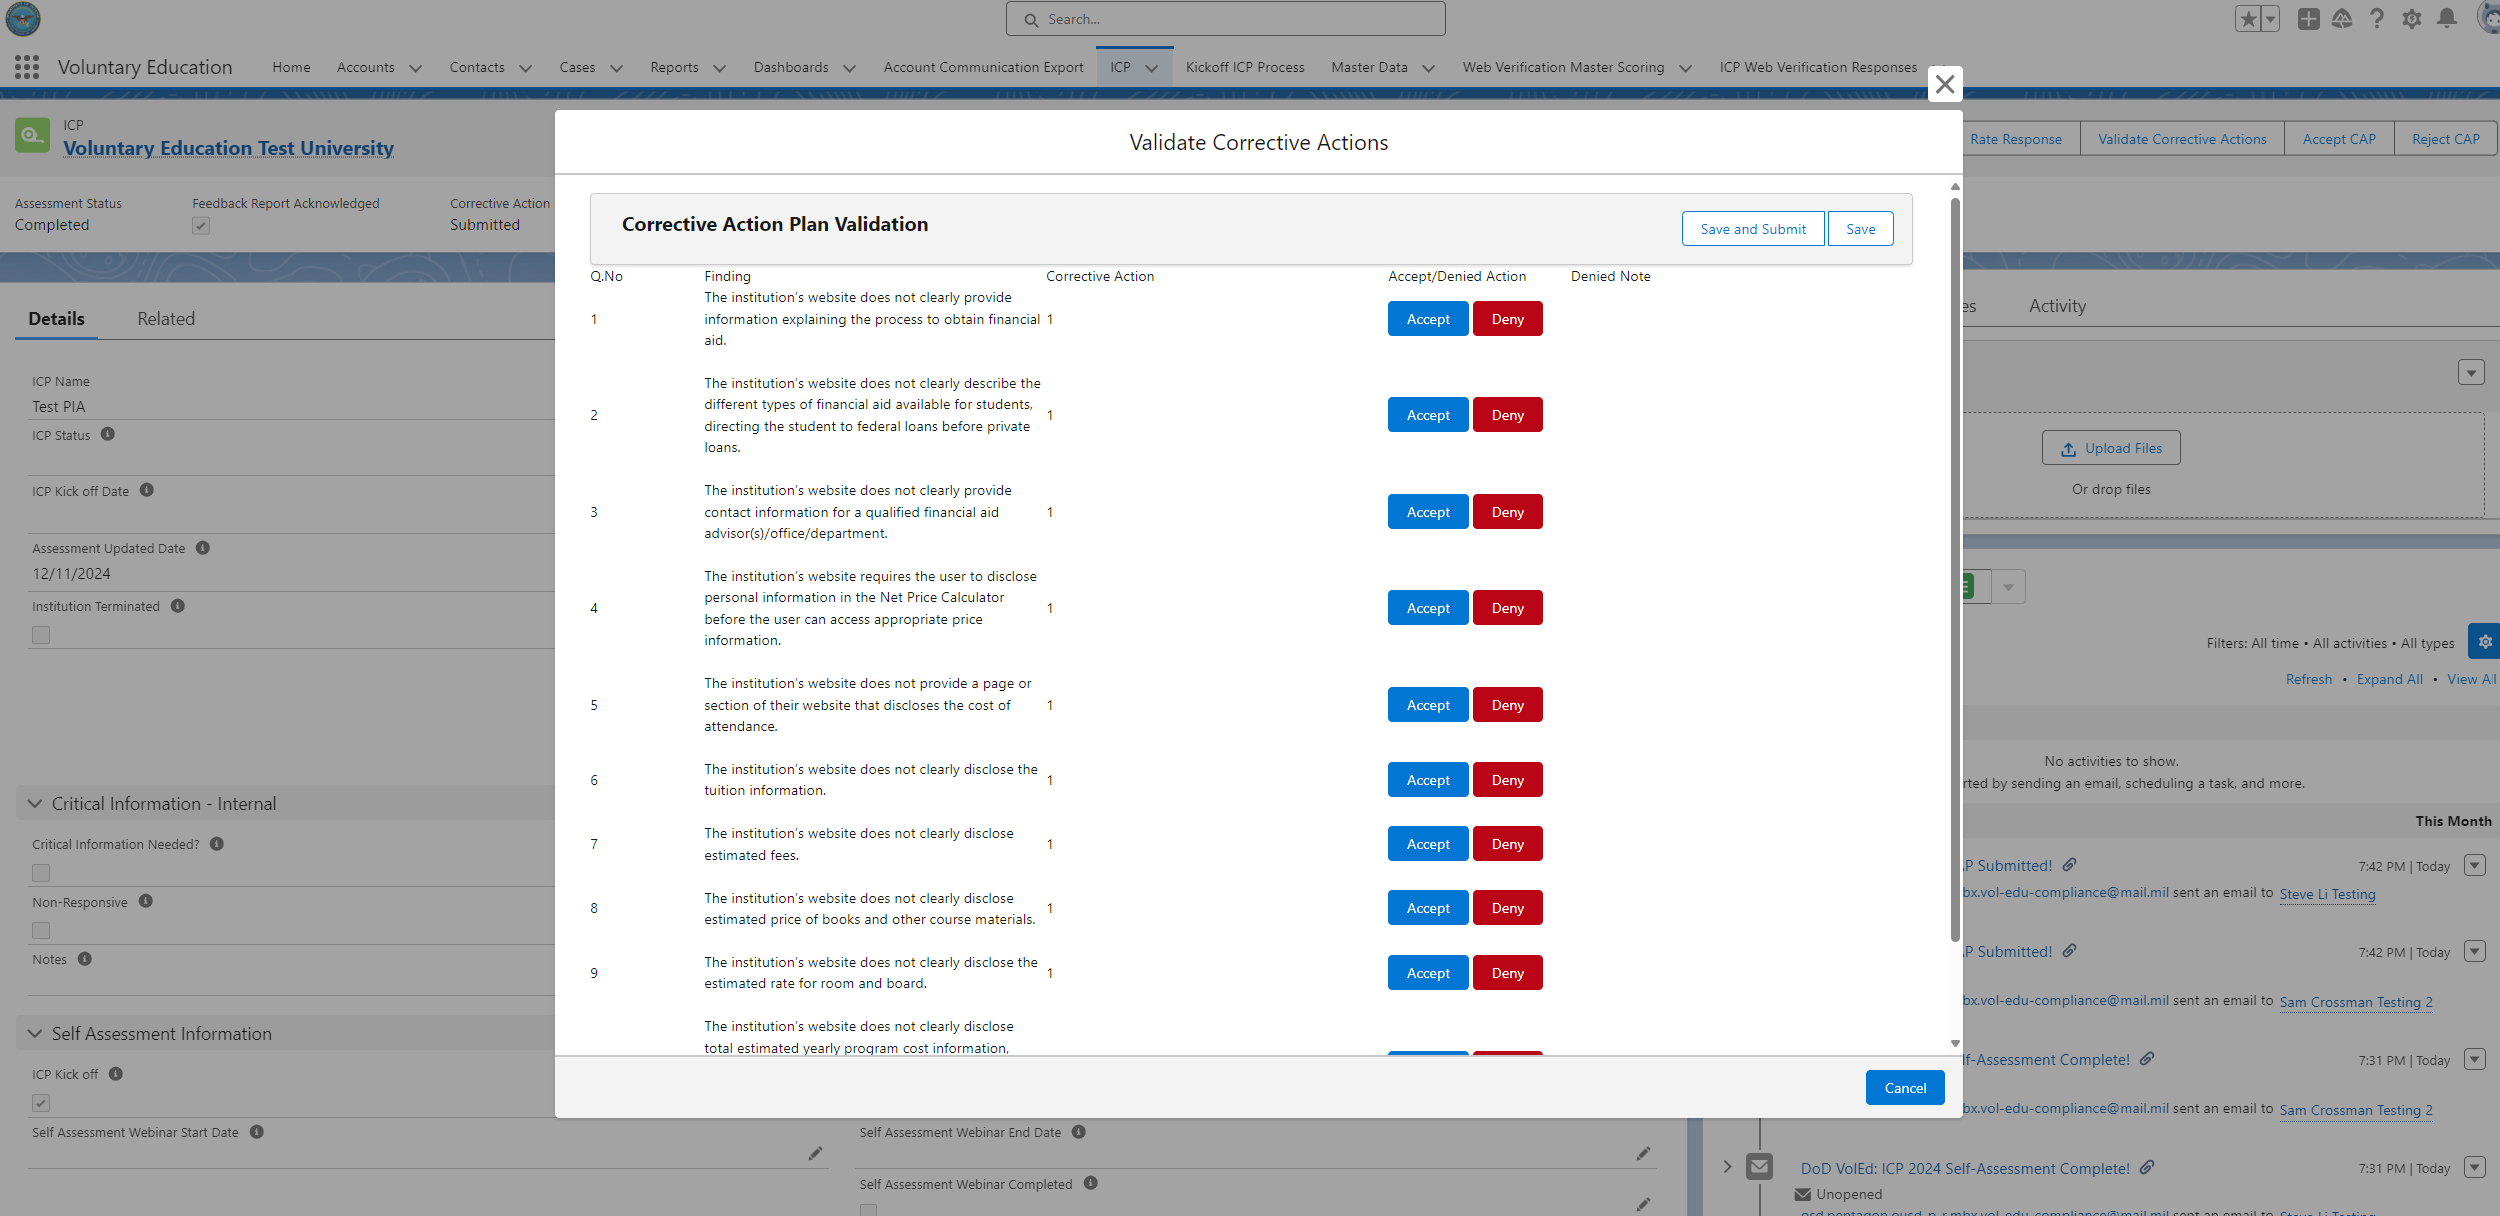 Search...
Voluntary Education
Home
Accounts
Contacts
Cases
Reports
Dashboards
Account Communication Export
ICP
Kickoff ICP Process
Master Data
Web Verification Master Scoring
ICP Web Verification Responses
ICP
Voluntary Education Test University
Rate Response
Validate Corrective Actions
Accept CAP
Reject CAP
Assessment Status
Completed
Feedback Report Acknowledged
Corrective Action
Submitted
Details
Related
ICP Name
Test PIA
ICP Status
ICP Kick off Date
Assessment Updated Date
12/11/2024
Institution Terminated
Critical Information - Internal
Critical Information Needed?
Non-Responsive
Notes
Self Assessment Information
ICP Kick off
Self Assessment Webinar Start Date
Self Assessment Webinar End Date
Self Assessment Webinar Completed
Validate Corrective Actions
Corrective Action Plan Validation
Save and Submit
Save
Q.No
Finding
Corrective Action
Accept/Denied Action
Denied Note
1
The institution's website does not clearly provide
information explaining the process to obtain financial
aid.
1
Accept
Deny
2
The institution's website does not clearly describe the
different types of financial aid available for students,
directing the student to federal loans before private
loans.
1
Accept
Deny
3
The institution's website does not clearly provide
contact information for a qualified financial aid
advisor(s)/office/department.
1
Accept
Deny
4
The institution's website requires the user to disclose
personal information in the Net Price Calculator
before the user can access appropriate price
information.
1
Accept
Deny
5
The institution's website does not provide a page or
section of their website that discloses the cost of
attendance.
1
Accept
Deny
6
The institution's website does not clearly disclose the
tuition information.
1
Accept
Deny
7
The institution's website does not clearly disclose
estimated fees.
1
Accept
Deny
8
The institution's website does not clearly disclose
estimated price of books and other course materials.
1
Accept
Deny
9
The institution's website does not clearly disclose the
estimated rate for room and board.
1
Accept
Deny
The institution's website does not clearly disclose
total estimated yearly program cost information,
Cancel
es
Activity
Upload Files
Or drop files
Filters: All time • All activities • All types
Refresh • Expand All • View All
No activities to show.
rted by sending an email, scheduling a task, and more.
This Month
P Submitted!
7:42 PM | Today
bx.vol-edu-compliance@mail.mil sent an email to Steve Li Testing
P Submitted!
7:42 PM | Today
bx.vol-edu-compliance@mail.mil sent an email to Sam Crossman Testing 2
lf-Assessment Complete!
7:31 PM | Today
bx.vol-edu-compliance@mail.mil sent an email to Sam Crossman Testing 2
DoD VolEd: ICP 2024 Self-Assessment Complete!
7:31 PM | Today
Unopened